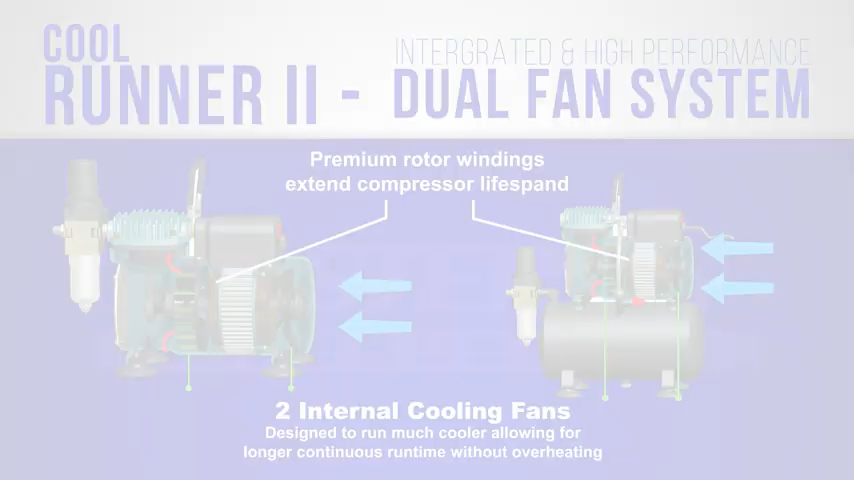 COOL
RUNNER II - DUAL FAN SYSTEM
INTERGRATED & HIGH PERFORMANCE
Premium rotor windings
extend compressor lifespand
2 Internal Cooling Fans
Designed to run much cooler allowing for
longer continuous runtime without overheating